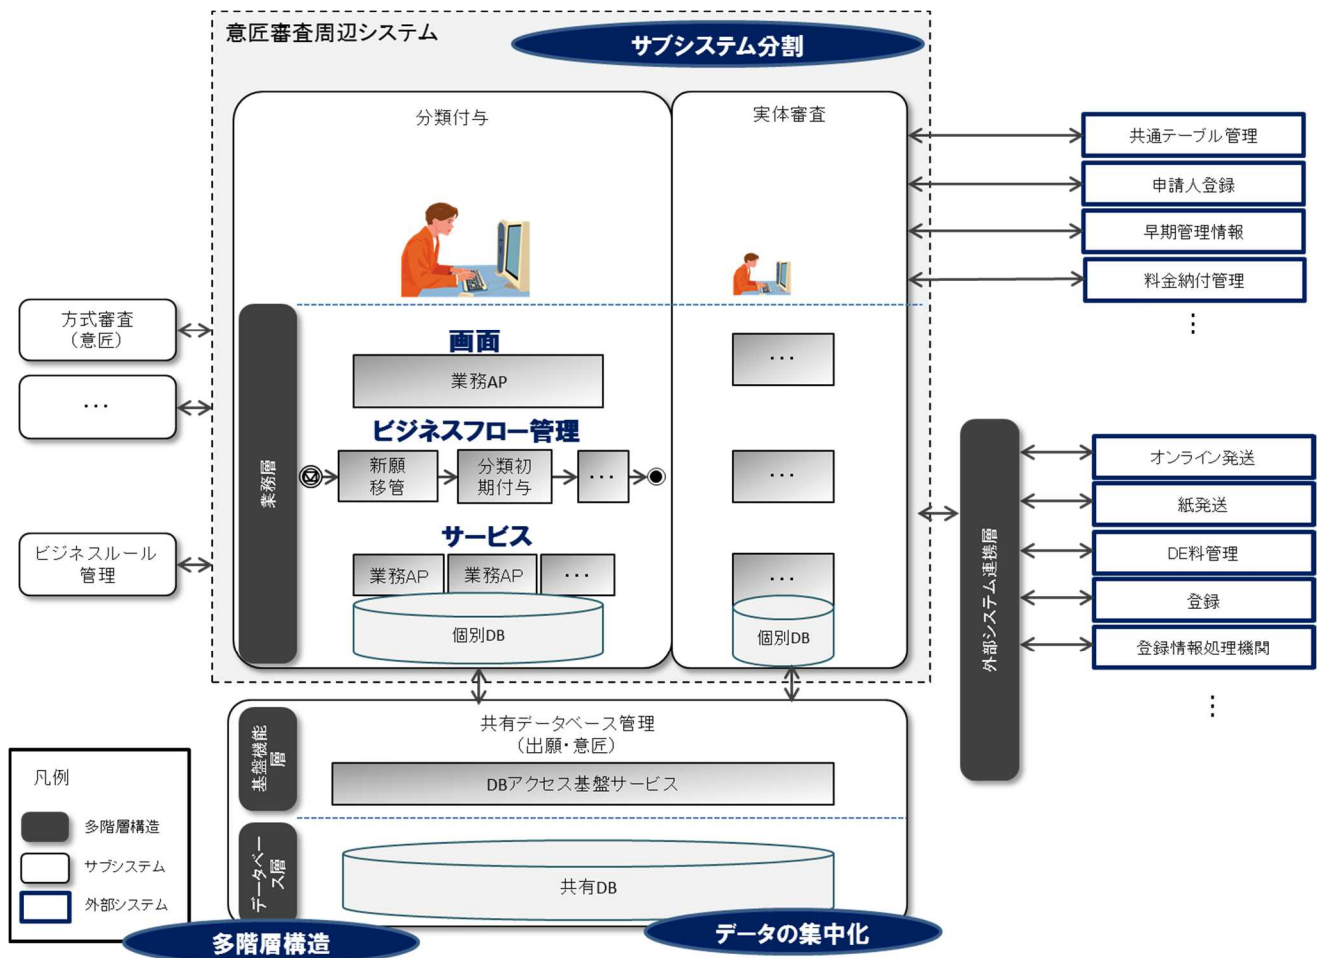 意匠審査周辺システム
サブシステム分割
分類付与
実体審査
共通テーブル管理
申請人登録
早期管理情報
料金納付管理
⋮
方式審査
（意匠）
・・・
ビジネスルール
管理
業務層
画面
業務AP
ビジネスフロー管理
新願
移管
分類初
期付与
・・・
サービス
業務AP
業務AP
・・・
個別DB
・・・
・・・
・・・
個別DB
外部システム連携層
オンライン発送
紙発送
DE料管理
登録
登録情報処理機関
⋮
基盤機能
層
共有データベース管理
（出願・意匠）
DBアクセス基盤サービス
データベー
ス層
共有DB
凡例
多階層構造
サブシステム
外部システム
多階層構造
データの集中化